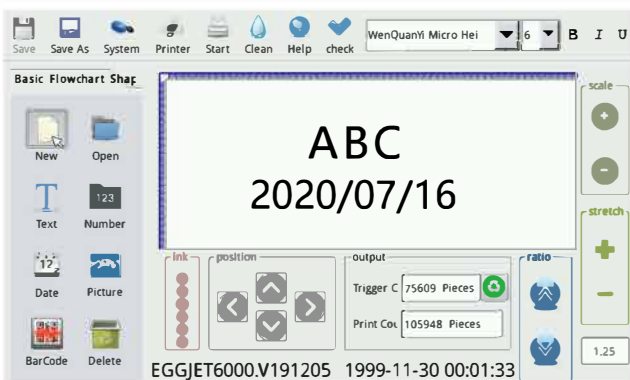 Save Save As System Printer Start Clean Help check WenQuanYi Micro Hei 6 B I U
Basic Flowchart Shap
New Open
Text 123 Number
12 Date Picture
BarCode Delete
ABC
2020/07/16
Ink position output ratio
Trigger C 75609 Pieces
Print Cou 105948 Pieces
scale
stretch
1.25
EGGJET6000.V191205 1999-11-30 00:01:33